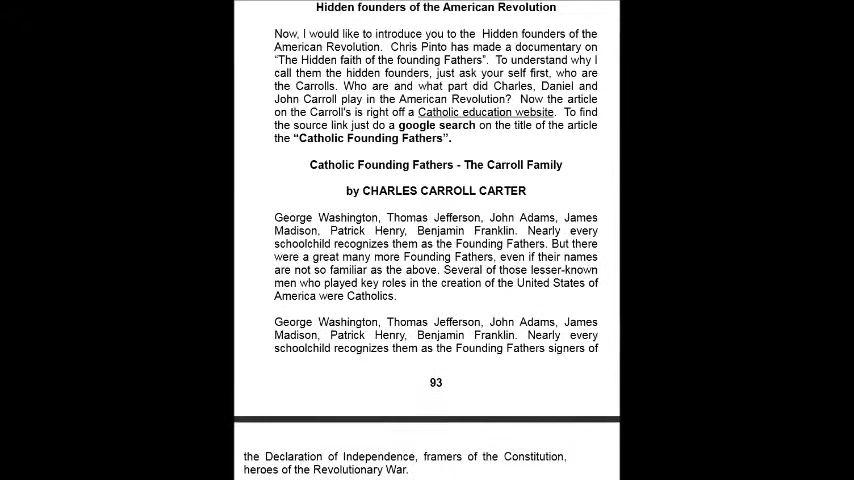 Hidden founders of the American Revolution
Now, I would like to introduce you to the Hidden founders of the
American Revolution. Chris Pinto has made a documentary on
“The Hidden faith of the founding Fathers”. To understand why I
call them the hidden founders, just ask your self first, who are
the Carrolls. Who are and what part did Charles, Daniel and
John Carroll play in the American Revolution? Now the article
on the Carroll's is right off a Catholic education website. To find
the source link just do a google search on the title of the article
the “Catholic Founding Fathers”.
Catholic Founding Fathers - The Carroll Family
by CHARLES CARROLL CARTER
George Washington, Thomas Jefferson, John Adams, James
Madison, Patrick Henry, Benjamin Franklin. Nearly every
schoolchild recognizes them as the Founding Fathers. But there
were a great many more Founding Fathers, even if their names
are not so familiar as the above. Several of those lesser-known
men who played key roles in the creation of the United States of
America were Catholics.
George Washington, Thomas Jefferson, John Adams, James
Madison, Patrick Henry, Benjamin Franklin. Nearly every
schoolchild recognizes them as the Founding Fathers signers of
93
the Declaration of Independence, framers of the Constitution,
heroes of the Revolutionary War.